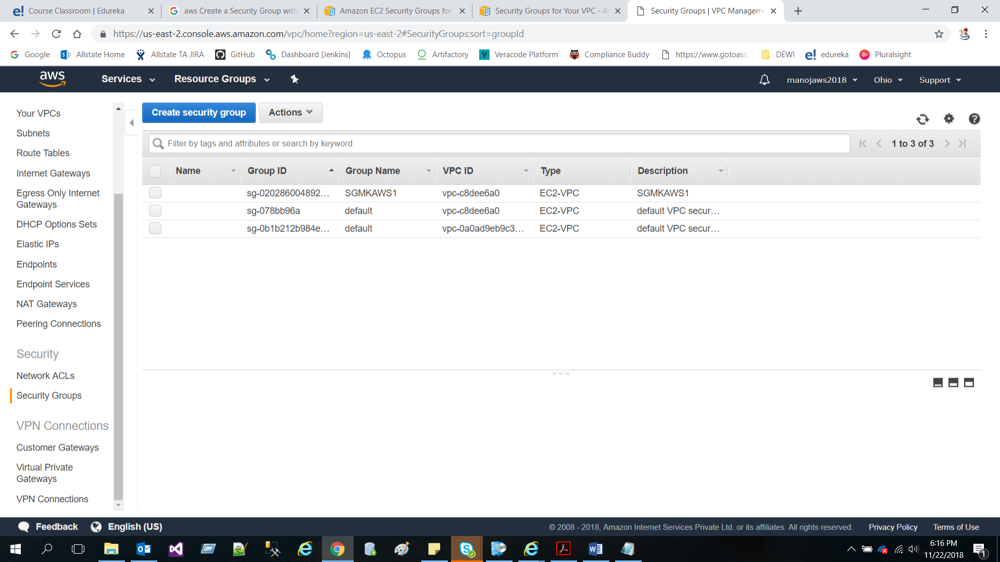 Course Classroom | Edureka
aws Create a Security Group with
Amazon EC2 Security Groups for
Security Groups for Your VPC - A
Security Groups | VPC Manageme
https://us-east-2.console.aws.amazon.com/vpc/home?region=us-east-2#SecurityGroups:sort=groupId
Google
Allstate Home
Allstate TA JIRA
GitHub
Dashboard [Jenkins]
Octopus
Artifactory
Veracode Platform
Compliance Buddy
https://www.gotoassi
DEWI
edureka
Pluralsight
aws
Services
Resource Groups
manojaws2018
Ohio
Support
Your VPCs
Subnets
Route Tables
Internet Gateways
Egress Only Internet
Gateways
DHCP Options Sets
Elastic IPs
Endpoints
Endpoint Services
NAT Gateways
Peering Connections
Security
Network ACLs
Security Groups
VPN Connections
Customer Gateways
Virtual Private
Gateways
VPN Connections
Create security group
Actions
Filter by tags and attributes or search by keyword
1 to 3 of 3
Name Group ID Group Name VPC ID Type Description
sg-020286004892... SGMKAWS1 vpc-c8dee6a0 EC2-VPC SGMKAWS1
sg-078bb96a default vpc-c8dee6a0 EC2-VPC default VPC secur...
sg-0b1b212b984e... default vpc-0a0ad9eb9c3... EC2-VPC default VPC secur...
Feedback
English (US)
© 2008 - 2018, Amazon Internet Services Private Ltd. or its affiliates. All rights reserved.
Privacy Policy
Terms of Use
6:16 PM
11/22/2018
1